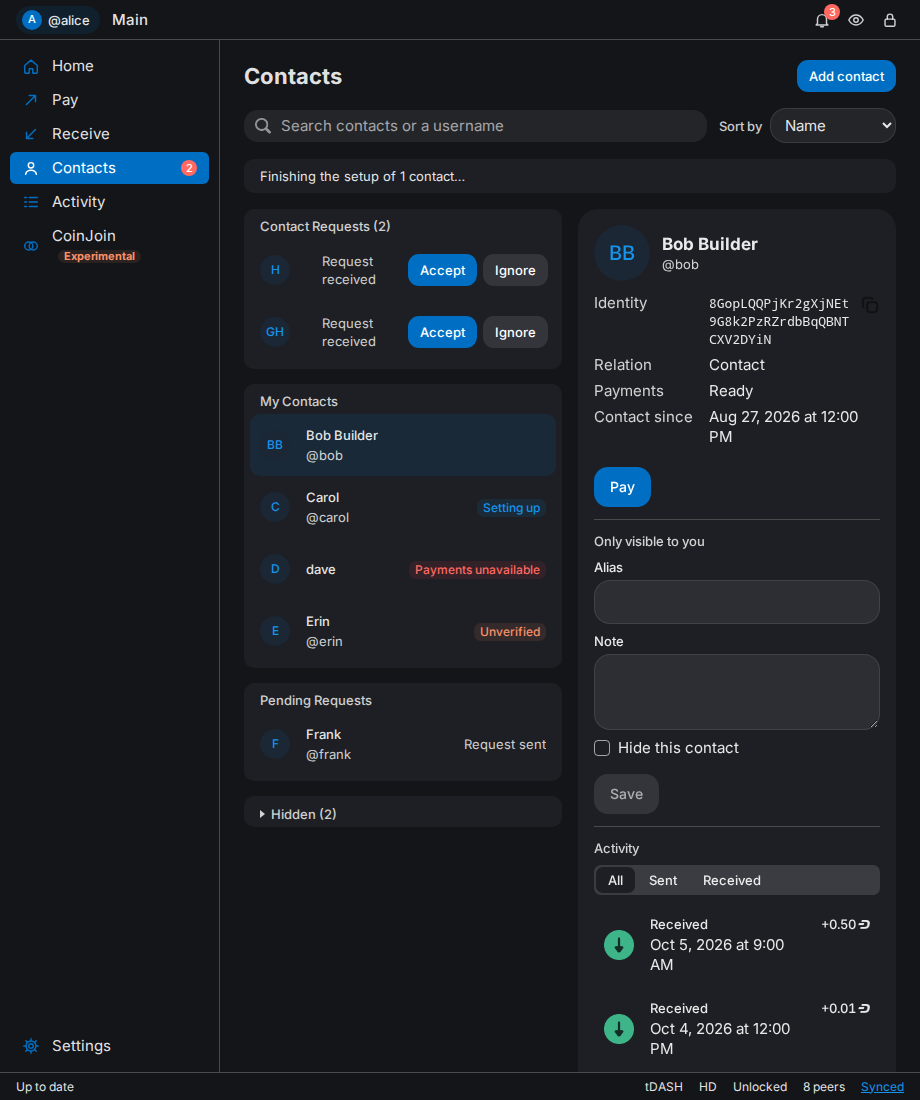 A @alice Main 3
Home
Pay
Receive
Contacts 2
Activity
CoinJoin
Experimental
Settings
Contacts
Add contact
Search contacts or a username
Sort by Name
Finishing the setup of 1 contact...
Contact Requests (2)
H Request received Accept Ignore
GH Request received Accept Ignore
My Contacts
BB Bob Builder
@bob
C Carol
@carol
Setting up
D dave Payments unavailable
E Erin
@erin
Unverified
Pending Requests
F Frank
@frank
Request sent
Hidden (2)
BB Bob Builder
@bob
Identity 8GopLQQPjKr2gXjNEt
9G8k2PzRZrdbBqQBNT
CXV2DYiN
Relation Contact
Payments Ready
Contact since Aug 27, 2026 at 12:00
PM
Pay
Only visible to you
Alias
Note
Hide this contact
Save
Activity
All Sent Received
Received +0.50
Oct 5, 2026 at 9:00
AM
Received +0.01
Oct 4, 2026 at 12:00
PM
Up to date tDASH HD Unlocked 8 peers Synced